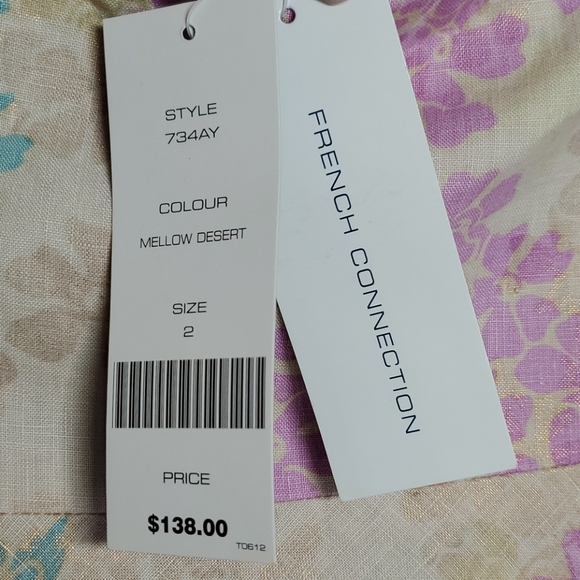 STYLE
734AY
COLOUR
MELLOW DESERT
SIZE
2
PRICE
$138.00
T0612
FRENCH CONNECTION